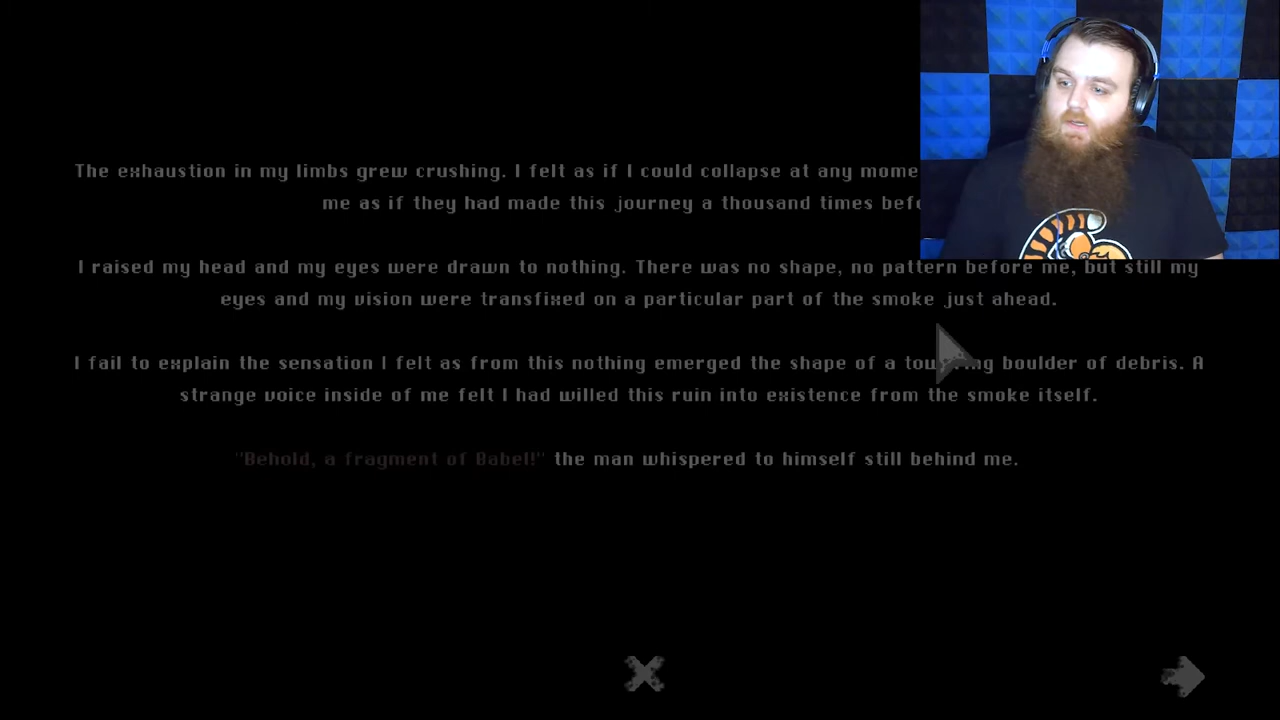 The exhaustion in my limbs grew crushing. I felt as if I could collapse at any
me as if they had made this journey a thousand times
I raised my head and my eyes were drawn to nothing. There was no shape, no pattern before me, but still my
eyes and my vision were transfixed on a particular part of the smoke just ahead.
I fail to explain the sensation I felt as from this nothing emerged the shape of a towering boulder of debris. A
strange voice inside of me felt I had willed this ruin into existence from the smoke itself.
"Behold, a fragment of Babel!" the man whispered to himself still behind me.